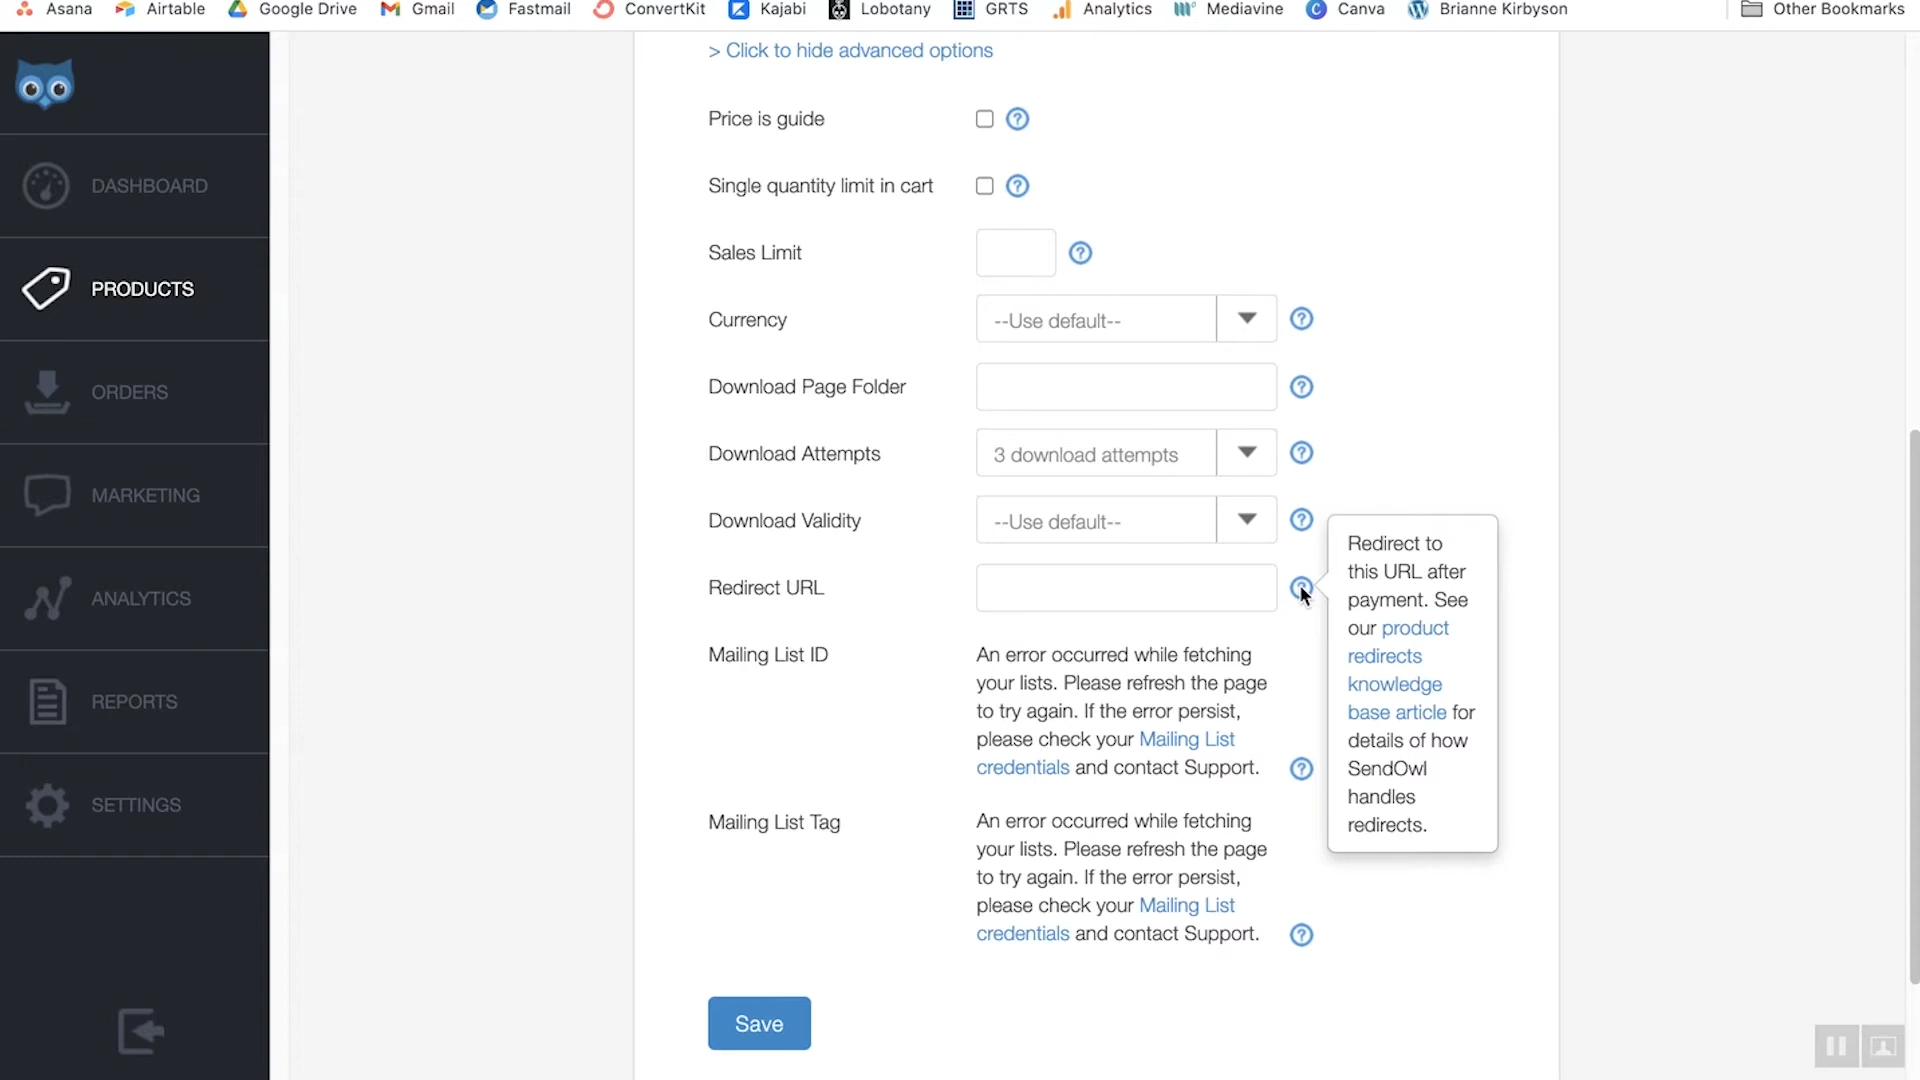 Asana Airtable Google Drive Gmail Fastmail ConvertKit Kajabi Lobotany GRTS Analytics Mediavine Canva Brianne Kirbyson Other Bookmarks
DASHBOARD
PRODUCTS
ORDERS
MARKETING
ANALYTICS
REPORTS
SETTINGS
> Click to hide advanced options
Price is guide
Single quantity limit in cart
Sales Limit
Currency --Use default--
Download Page Folder
Download Attempts 3 download attempts
Download Validity --Use default--
Redirect URL
Redirect to
this URL after
payment. See
our product
redirects
knowledge
base article for
details of how
SendOwl
handles
redirects.
Mailing List ID An error occurred while fetching
your lists. Please refresh the page
to try again. If the error persist,
please check your Mailing List
credentials and contact Support.
Mailing List Tag An error occurred while fetching
your lists. Please refresh the page
to try again. If the error persist,
please check your Mailing List
credentials and contact Support.
Save